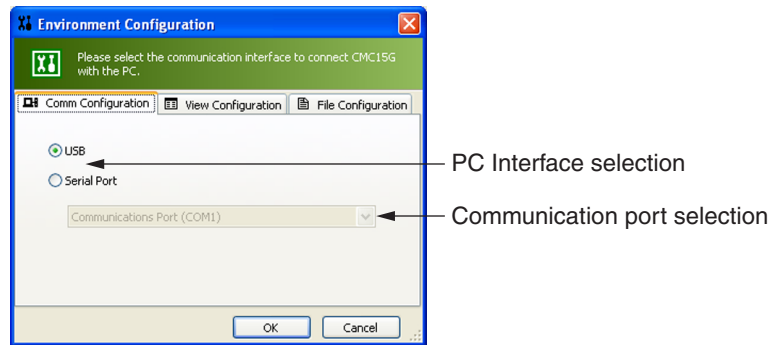 Environment Configuration
Please select the communication interface to connect CMC15G
with the PC.
Comm Configuration
View Configuration
File Configuration
USB
Serial Port
Communications Port (COM1)
OK
Cancel
PC Interface selection
Communication port selection